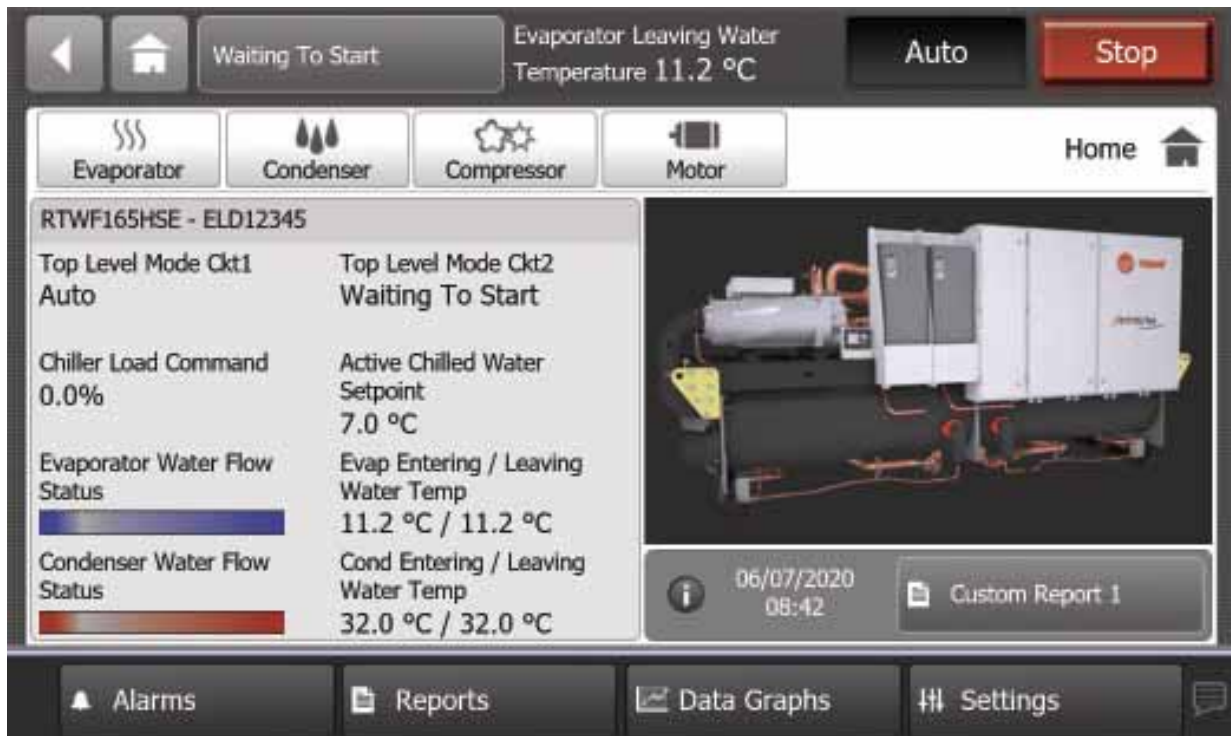 Waiting To Start
Evaporator Leaving Water
Temperature 11.2 °C
Auto
Stop
Evaporator
Condenser
Compressor
Motor
Home
RTWF165HSE - ELD12345
Top Level Mode Ckt1
Auto
Top Level Mode Ckt2
Waiting To Start
Chiller Load Command
0.0%
Active Chilled Water
Setpoint
7.0 °C
Evaporator Water Flow
Status
Evap Entering / Leaving
Water Temp
11.2 °C / 11.2 °C
Condenser Water Flow
Status
Cond Entering / Leaving
Water Temp
32.0 °C / 32.0 °C
06/07/2020
08:42
Custom Report 1
Alarms
Reports
Data Graphs
Settings